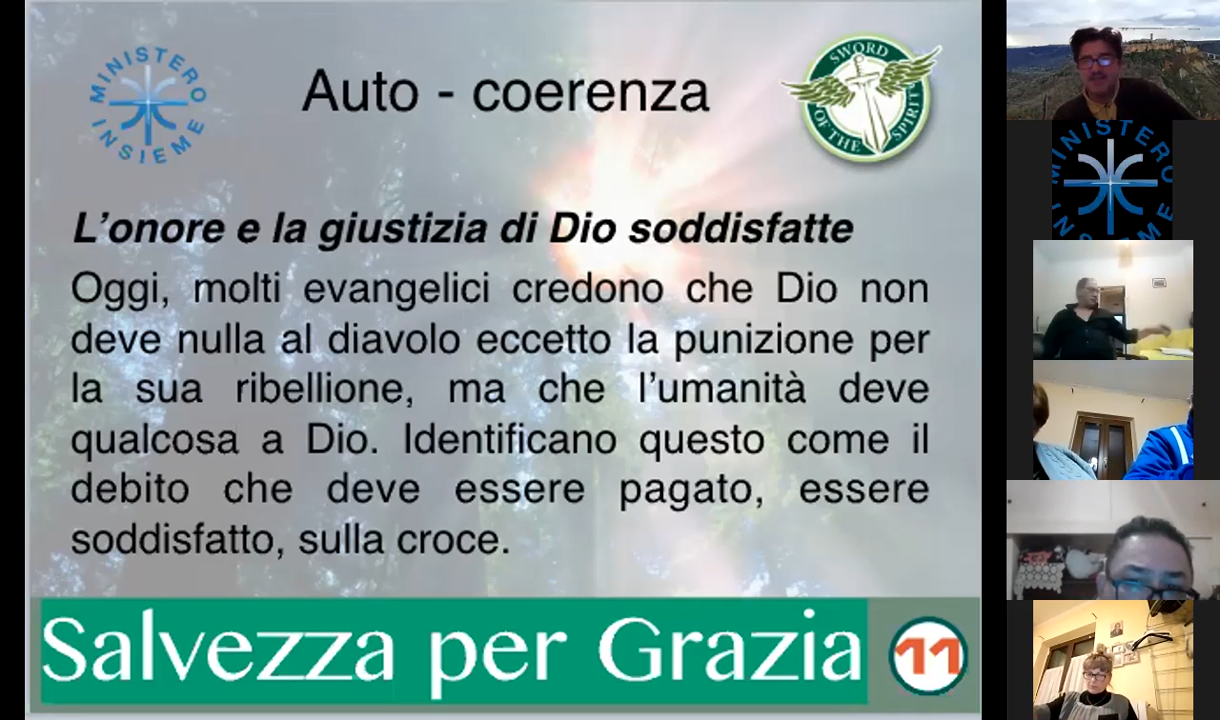 MINISTERO
INSIEME
Auto - coerenza
SWORD
OF THE SPIRIT
L'onore e la giustizia di Dio soddisfatte
Oggi, molti evangelici credono che Dio non
deve nulla al diavolo eccetto la punizione per
la sua ribellione, ma che l'umanità deve
qualcosa a Dio. Identificano questo come il
debito che deve essere pagato, essere
soddisfatto, sulla croce.
Salvezza per Grazia
11
MINISTERO